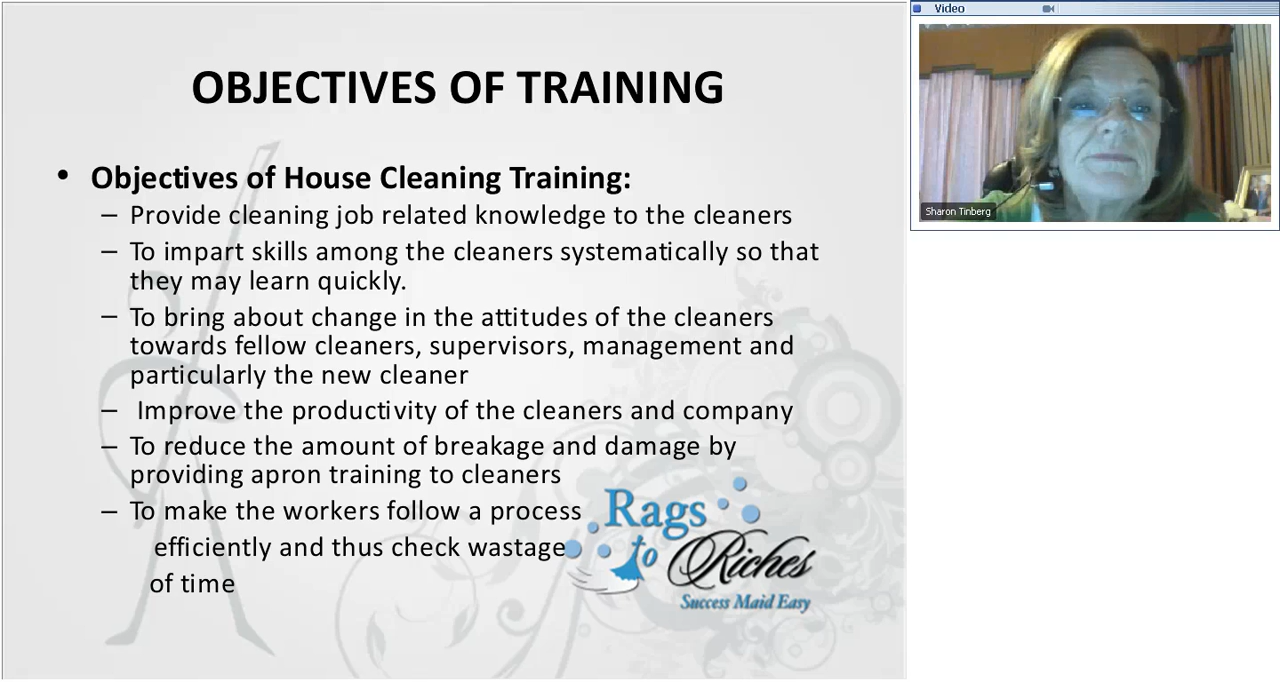 OBJECTIVES OF TRAINING
• Objectives of House Cleaning Training:
– Provide cleaning job related knowledge to the cleaners
– To impart skills among the cleaners systematically so that
they may learn quickly.
– To bring about change in the attitudes of the cleaners
towards fellow cleaners, supervisors, management and
particularly the new cleaner
– Improve the productivity of the cleaners and company
– To reduce the amount of breakage and damage by
providing apron training to cleaners
– To make the workers follow a process
efficiently and thus check wastage
of time
Rags
to Riches
Success Maid Easy
Video
Sharon Tinberg